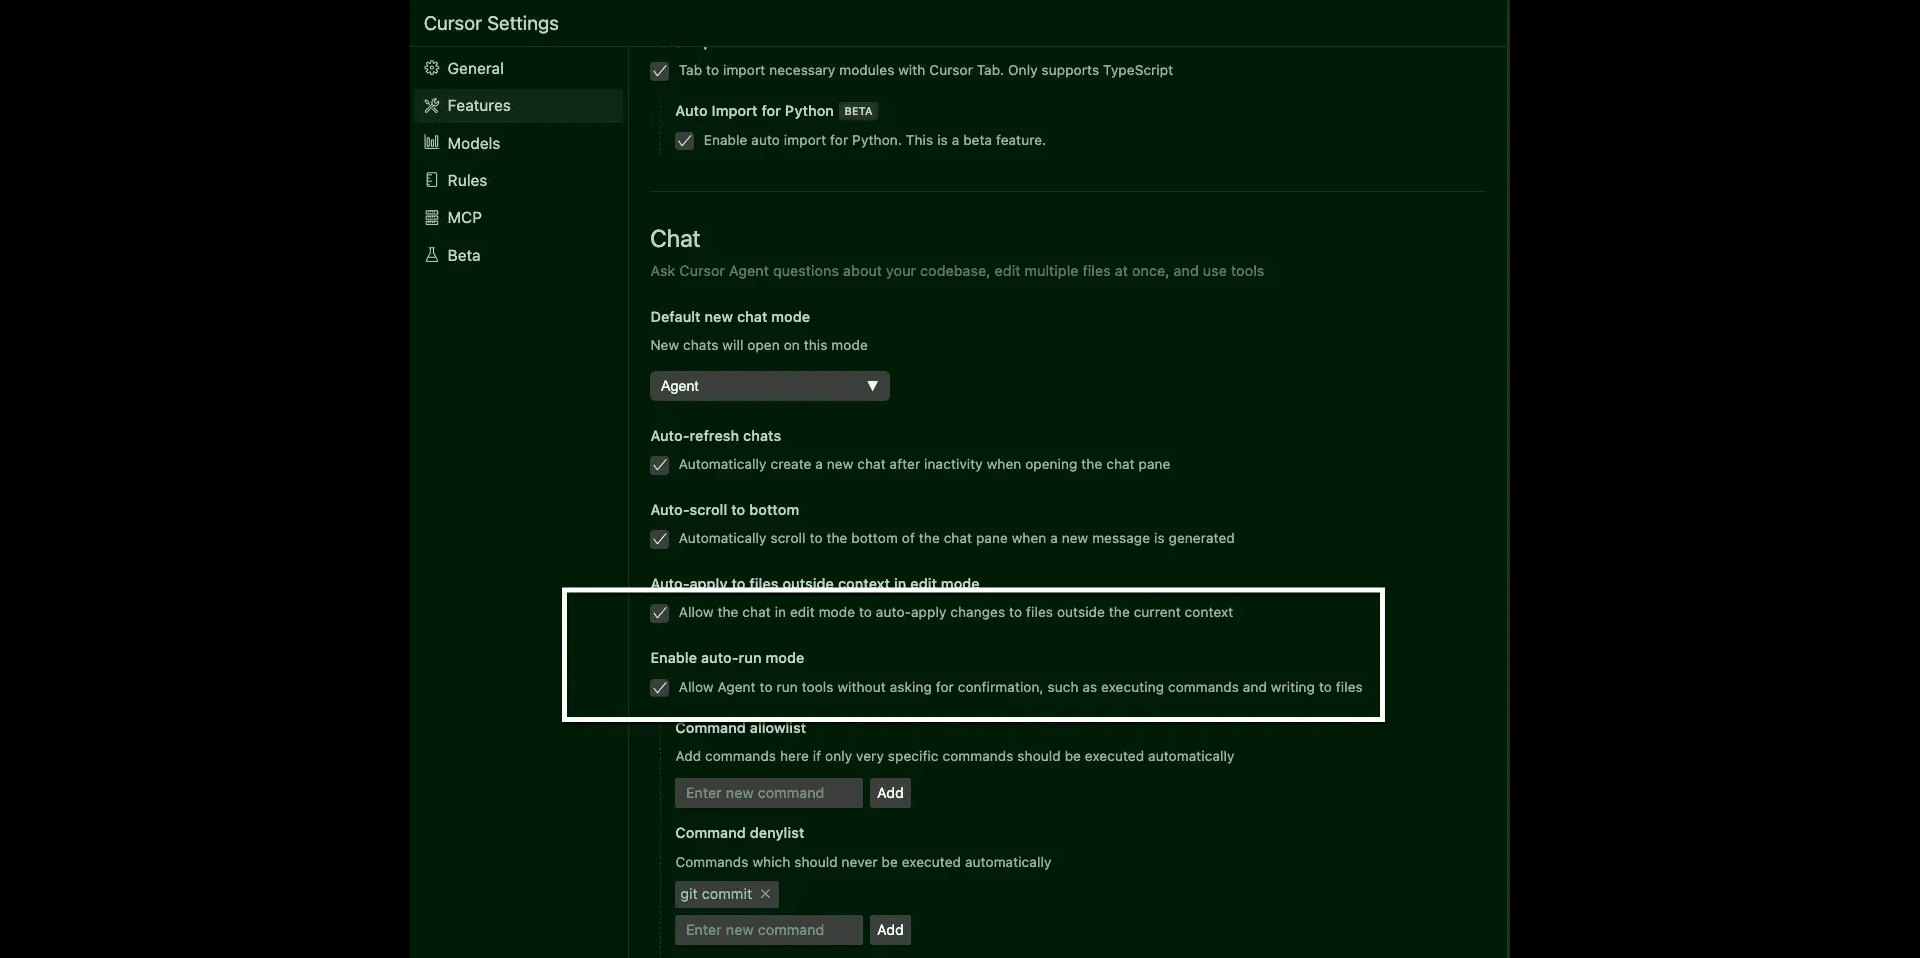 Cursor Settings
General
Features
Models
Rules
MCP
Beta
Tab to import necessary modules with Cursor Tab. Only supports TypeScript
Auto Import for Python BETA
Enable auto import for Python. This is a beta feature.
Chat
Ask Cursor Agent questions about your codebase, edit multiple files at once, and use tools
Default new chat mode
New chats will open on this mode
Agent
Auto-refresh chats
Automatically create a new chat after inactivity when opening the chat pane
Auto-scroll to bottom
Automatically scroll to the bottom of the chat pane when a new message is generated
Auto-apply to files outside context in edit mode
Allow the chat in edit mode to auto-apply changes to files outside the current context
Enable auto-run mode
Allow Agent to run tools without asking for confirmation, such as executing commands and writing to files
Command allowlist
Add commands here if only very specific commands should be executed automatically
Enter new command Add
Command denylist
Commands which should never be executed automatically
git commit
Enter new command Add